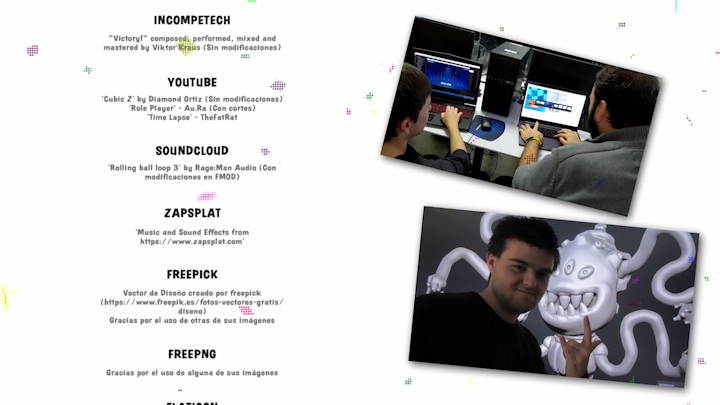 INCOMPETECH
"Victory!" composed, performed, mixed and
mastered by Viktor Kraus (Sin modificaciones)
YOUTUBE
'Cubic Z' by Diamond Ortiz (Sin modificaciones)
'Role Player' - Au.Ra (Con cortes)
'Time Lapse' - TheFatRat
SOUNDCLOUD
'Rolling ball loop 3' by Rage:Man Audio (Con
modificaciones en FMOD)
ZAPSPLAT
'Music and Sound Effects from
https://www.zapsplat.com'
FREEPICK
Vector de Diseño creado por freepick
(https://www.freepik.es/fotos-vectores-gratis/
diseno)
Gracias por el uso de otras de sus imágenes
FREEPNG
Gracias por el uso de alguna de sus imágenes